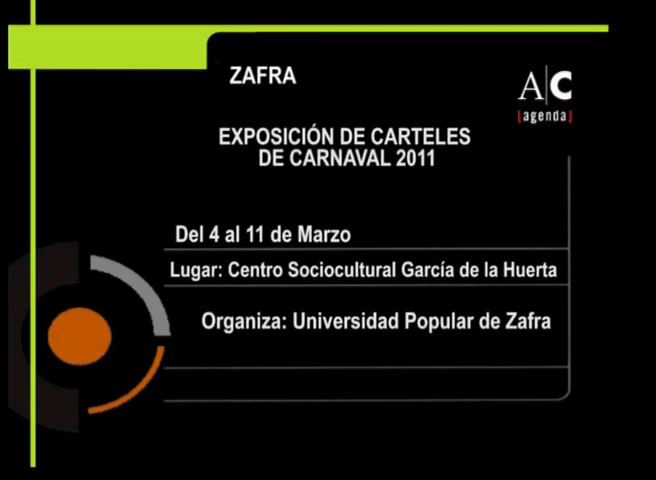 ZAFRA
A|C
[agenda]
EXPOSICIÓN DE CARTELES
DE CARNAVAL 2011
Del 4 al 11 de Marzo
Lugar: Centro Sociocultural García de la Huerta
Organiza: Universidad Popular de Zafra